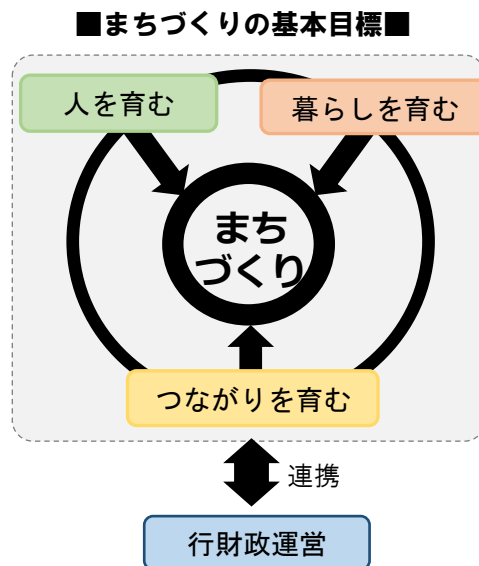 ■まちづくりの基本目標■
人を育む
暮らしを育む
まち
づくり
つながりを育む
連携
行財政運営